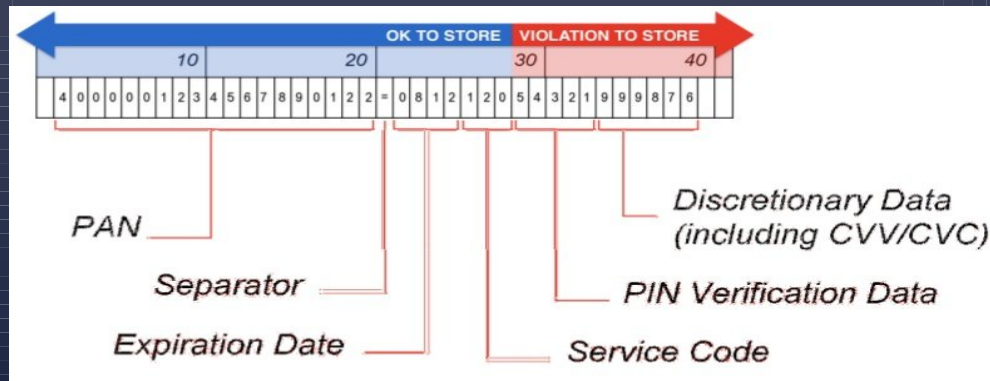 OK TO STORE VIOLATION TO STORE
10 20 30 40
4 0 0 0 0 0 1 2 3 4 5 6 7 8 9 0 1 2 2 = 0 8 1 2 1 2 0 5 4 3 2 1 9 9 9 8 7 6
PAN
Separator
Expiration Date
Discretionary Data
(including CVV/CVC)
PIN Verification Data
Service Code